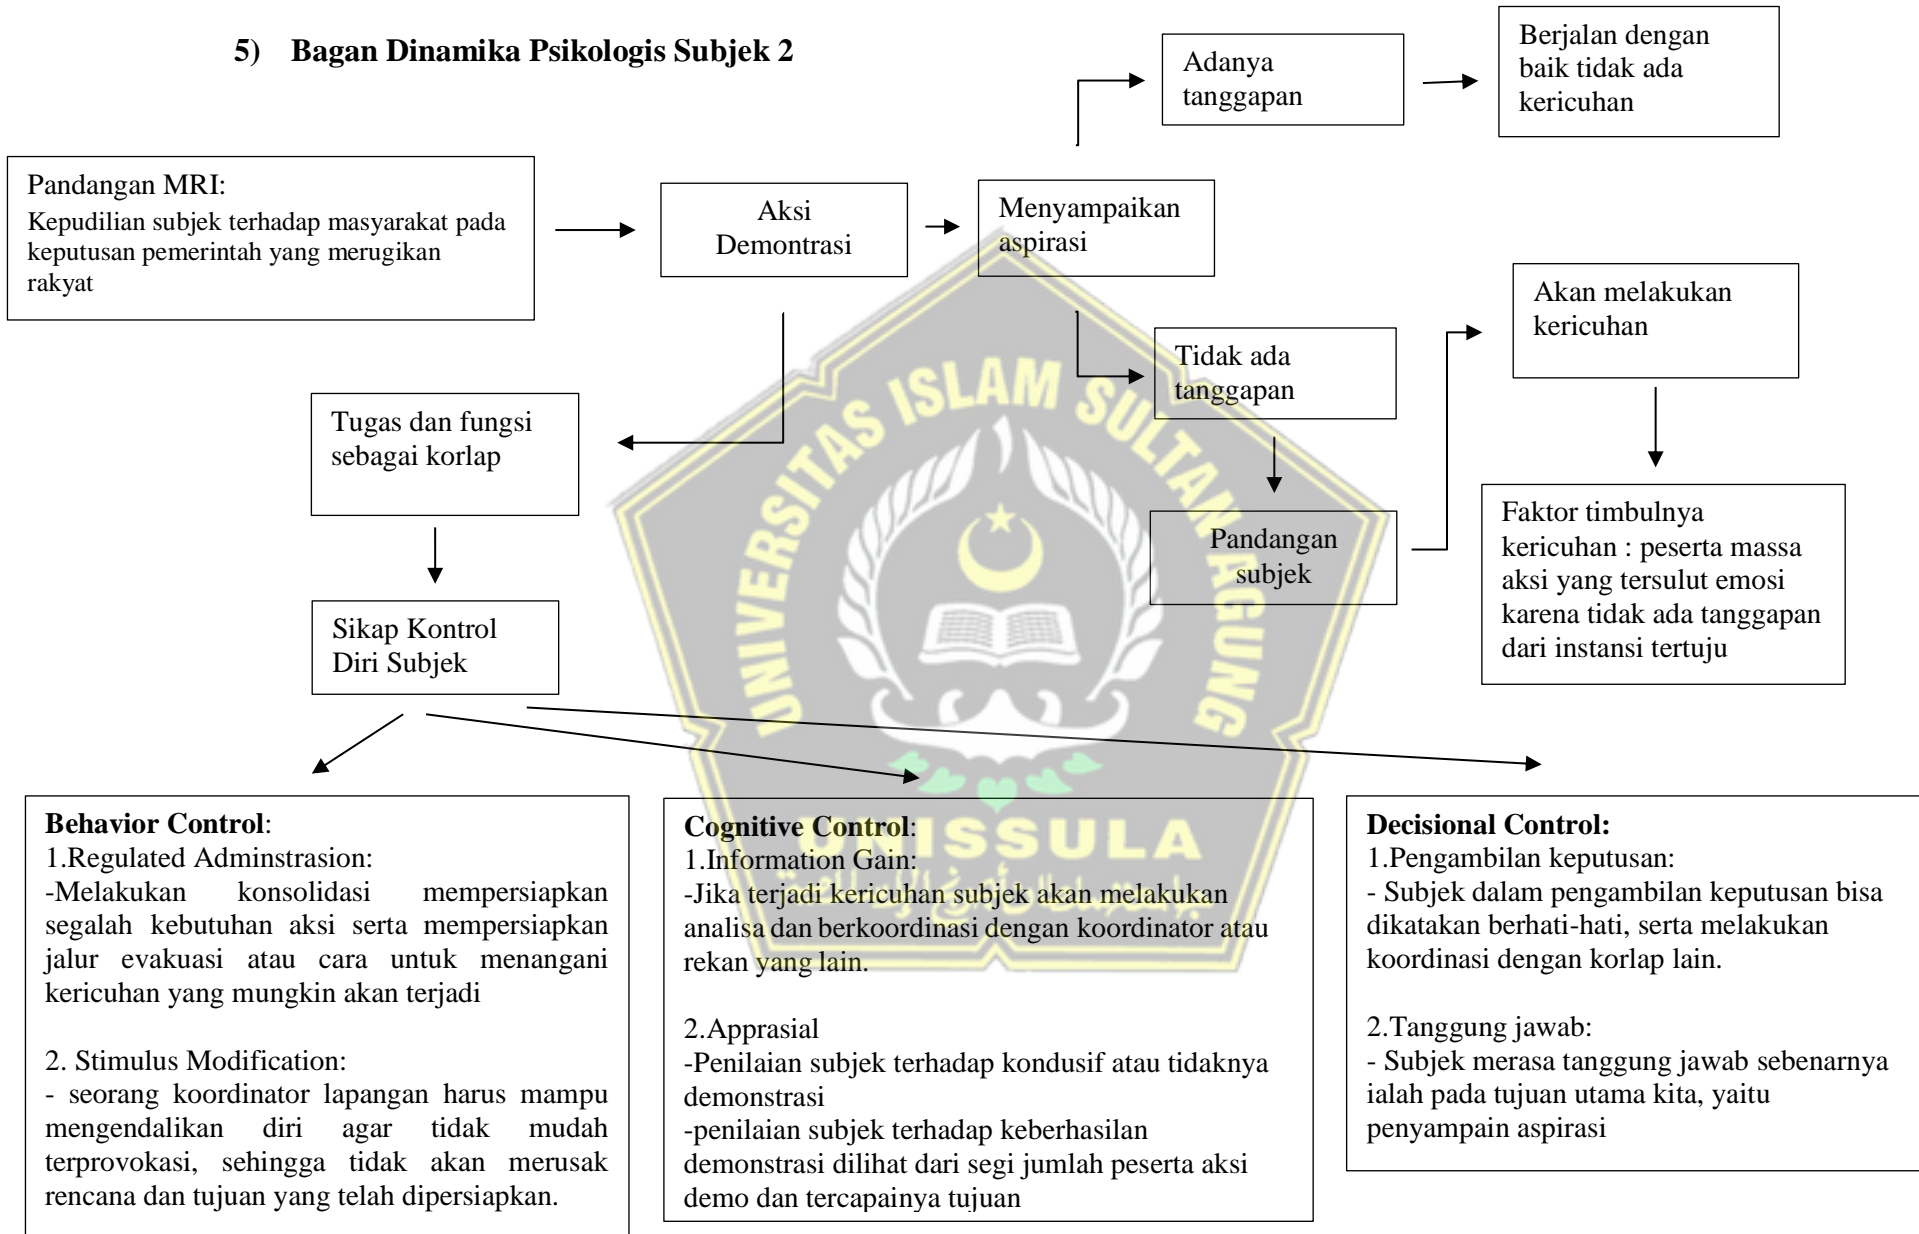 5) Bagan Dinamika Psikologis Subjek 2
Adanya
tanggapan
Berjalan dengan
baik tidak ada
kericuhan
Pandangan MRI:
Kepudilian subjek terhadap masyarakat pada
keputusan pemerintah yang merugikan
rakyat
Aksi
Demontrasi
Menyampaikan
aspirasi
Akan melakukan
kericuhan
Tidak ada
tanggapan
Tugas dan fungsi
sebagai korlap
Pandangan
subjek
Faktor timbulnya
kericuhan : peserta massa
aksi yang tersulut emosi
karena tidak ada tanggapan
dari instansi tertuju
Sikap Kontrol
Diri Subjek
Behavior Control:
1.Regulated Adminstrasion:
-Melakukan konsolidasi mempersiapkan
segalah kebutuhan aksi serta mempersiapkan
jalur evakuasi atau cara untuk menangani
kericuhan yang mungkin akan terjadi
2. Stimulus Modification:
- seorang koordinator lapangan harus mampu
mengendalikan diri agar tidak mudah
terprovokasi, sehingga tidak akan merusak
rencana dan tujuan yang telah dipersiapkan.
Cognitive Control:
1.Information Gain:
-Jika terjadi kericuhan subjek akan melakukan
analisa dan berkoordinasi dengan koordinator atau
rekan yang lain.
2.Apprasial
-Penilaian subjek terhadap kondusif atau tidaknya
demonstrasi
-penilaian subjek terhadap keberhasilan
demonstrasi dilihat dari segi jumlah peserta aksi
demo dan tercapainya tujuan
Decisional Control:
1.Pengambilan keputusan:
- Subjek dalam pengambilan keputusan bisa
dikatakan berhati-hati, serta melakukan
koordinasi dengan korlap lain.
2.Tanggung jawab:
- Subjek merasa tanggung jawab sebenarnya
ialah pada tujuan utama kita, yaitu
penyampain aspirasi
UNIVERSITAS ISLAM SULTAN AGUNG
UNISSULA